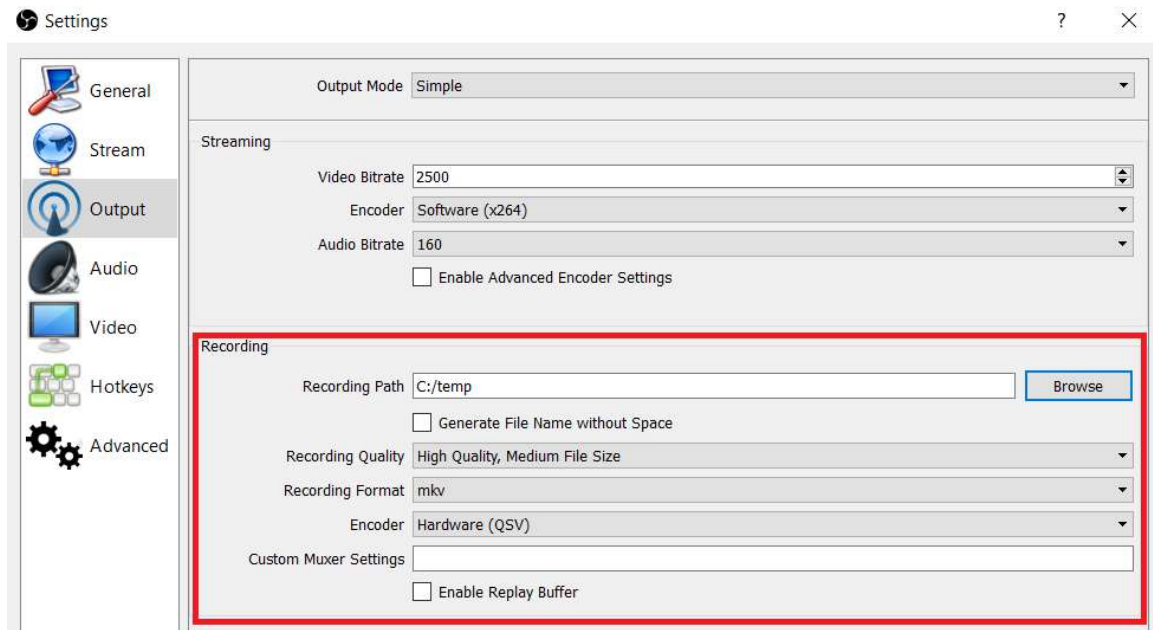 Settings
?
General
Stream
Output
Audio
Video
Hotkeys
Advanced
Output Mode Simple
Streaming
Video Bitrate 2500
Encoder Software (x264)
Audio Bitrate 160
Enable Advanced Encoder Settings
Recording
Recording Path C:/temp Browse
Generate File Name without Space
Recording Quality High Quality, Medium File Size
Recording Format mkv
Encoder Hardware (QSV)
Custom Muxer Settings
Enable Replay Buffer